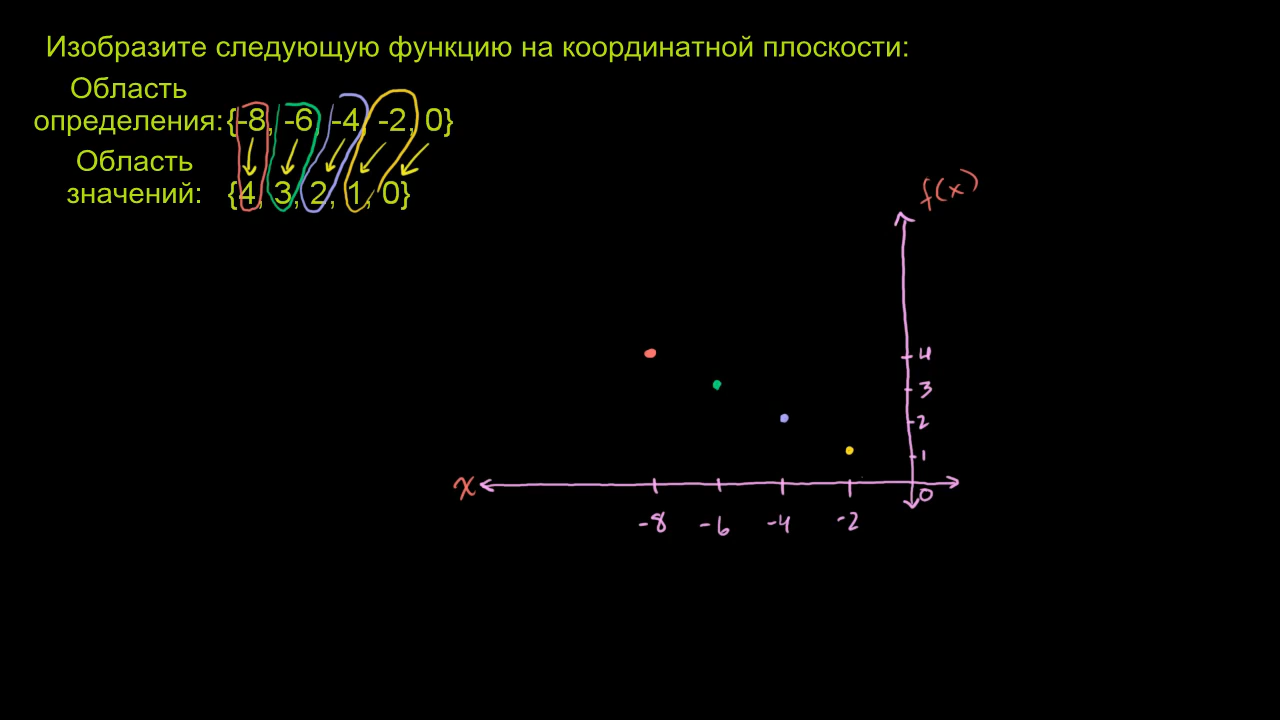 Изобразите следующую функцию на координатной плоскости:
Область
определения: {-8, -6, -4, -2, 0}
Область
значений: {4, 3, 2, 1, 0}
f(x)
4
3
2
1
x
0
-8 -6 -4 -2